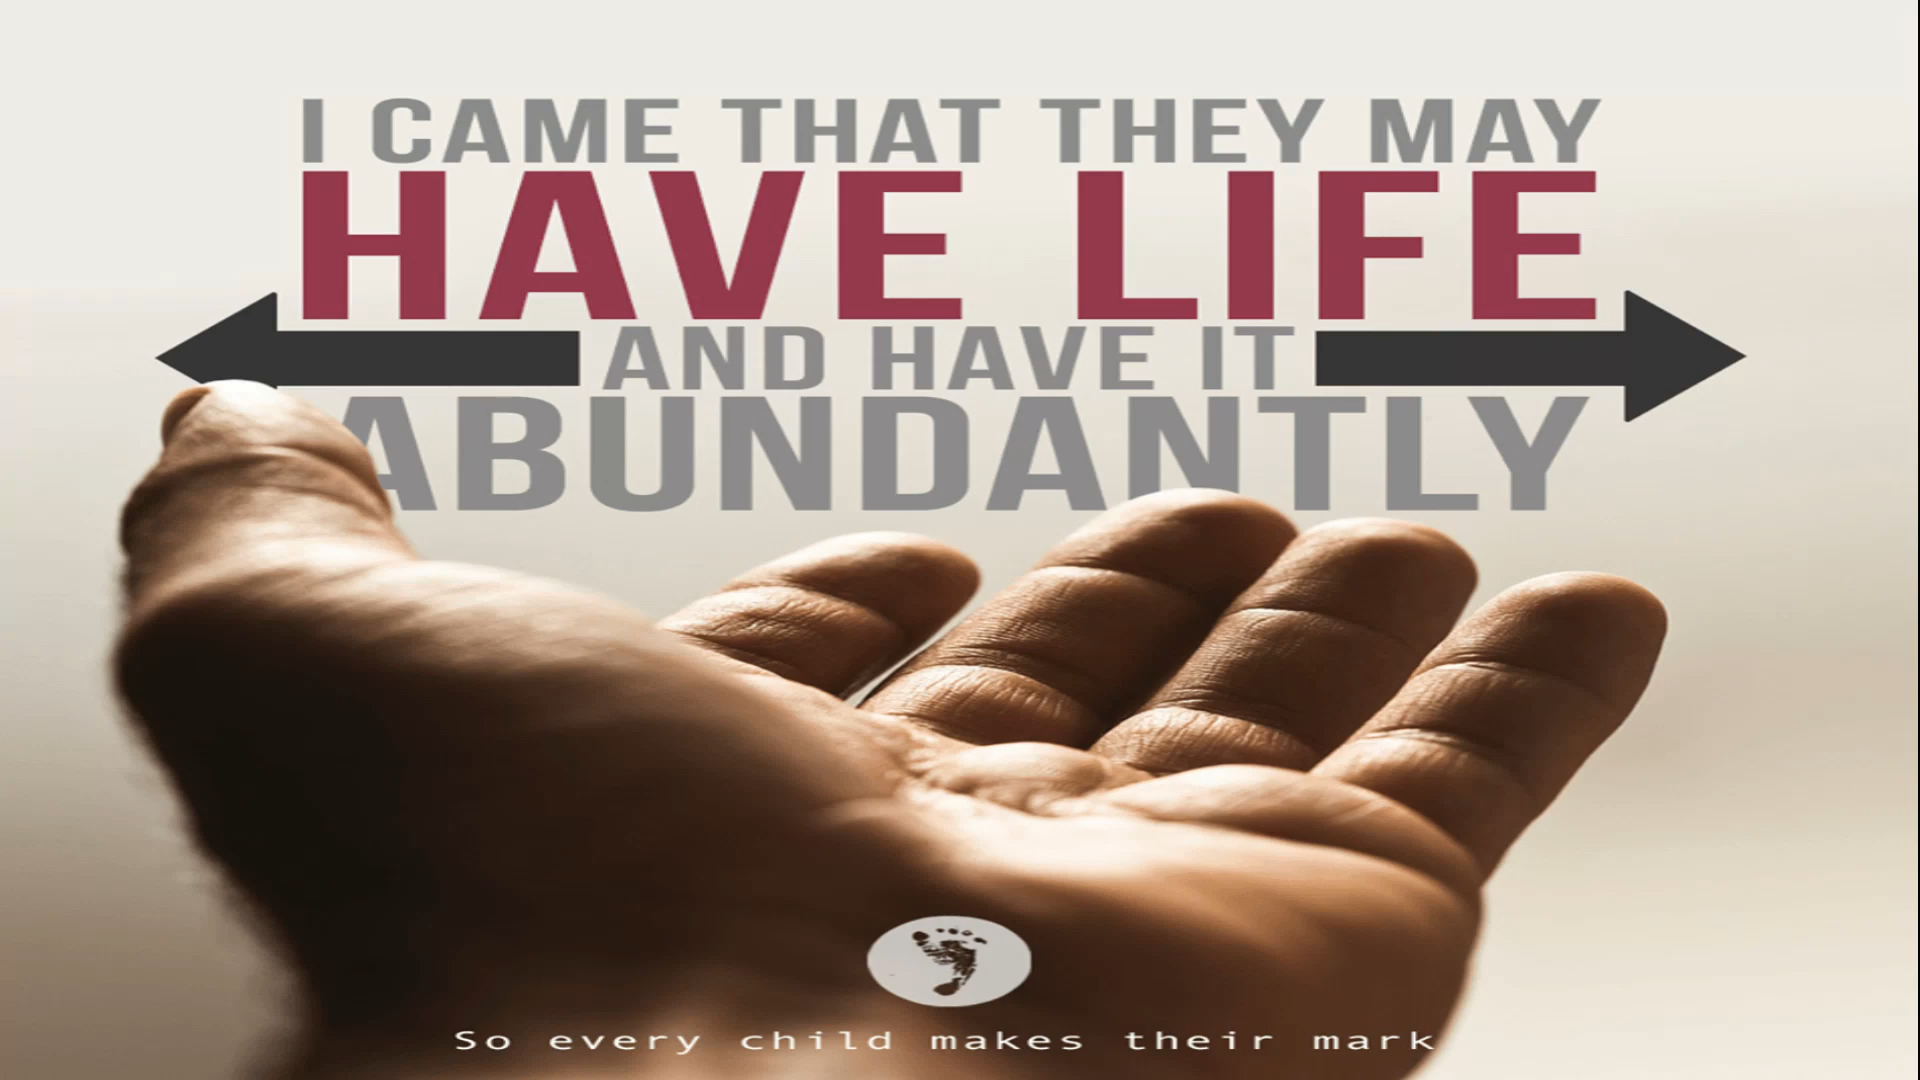 I CAME THAT THEY MAY
HAVE LIFE
AND HAVE IT
ABUNDANTLY
So every child makes their mark